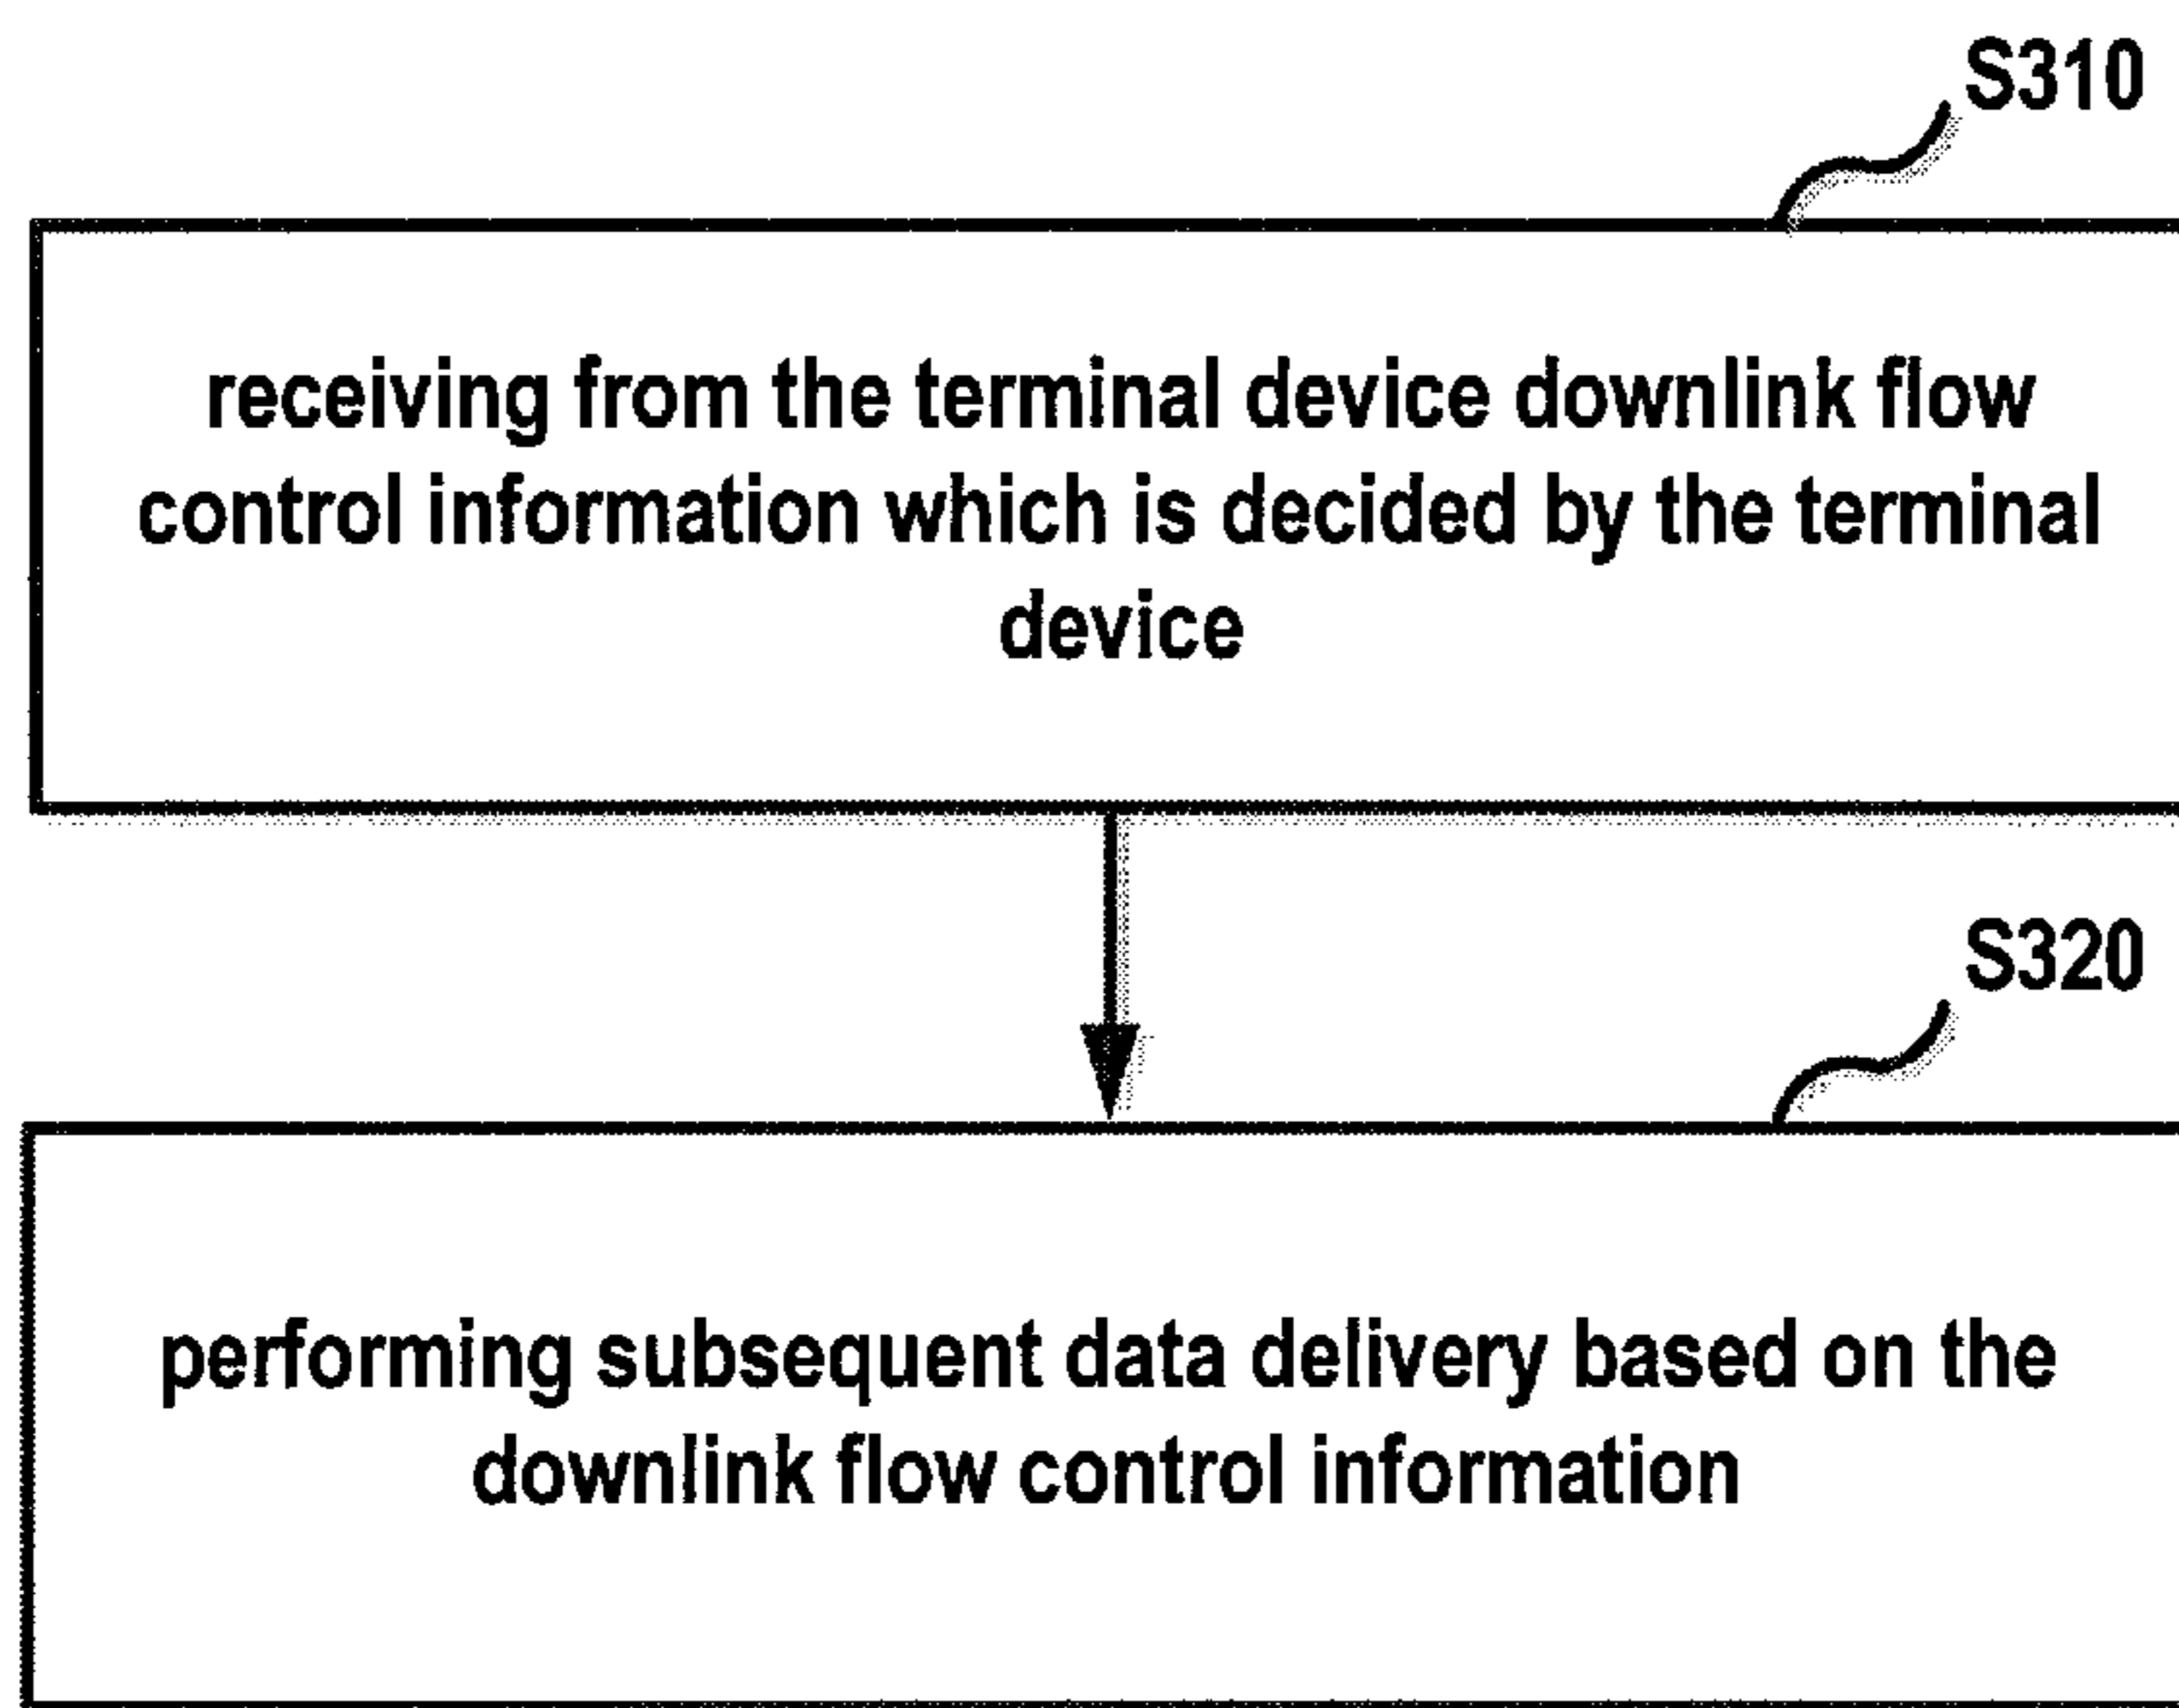 S310
receiving from the terminal device downlink flow
control information which is decided by the terminal
device
S320
performing subsequent data delivery based on the
downlink flow control information